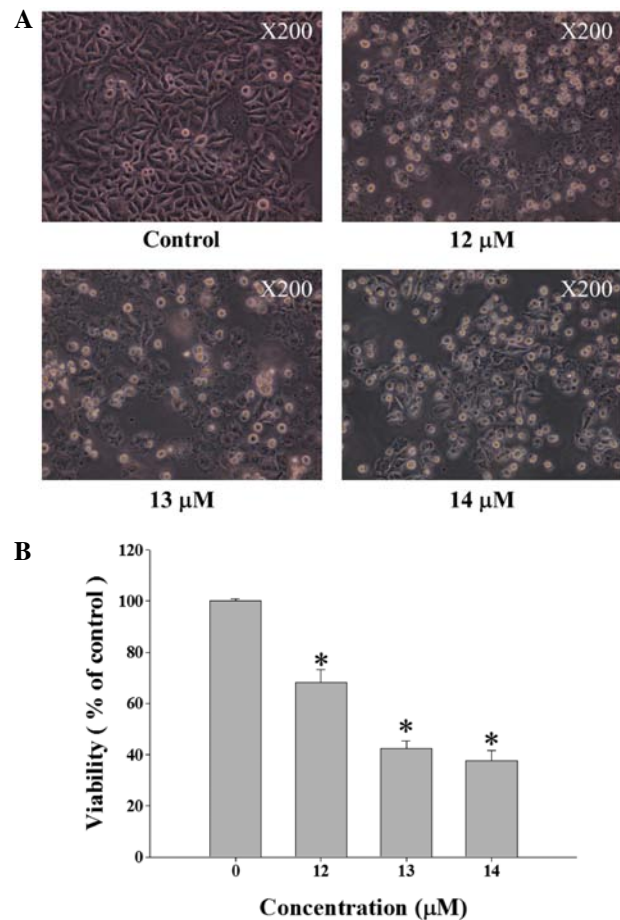 A
X200
X200
Control
12 μM
X200
X200
13 μM
14 μM
B
Viability ( % of control )
120
100
80
60
40
20
0
*
*
*
0 12 13 14
Concentration (μM)